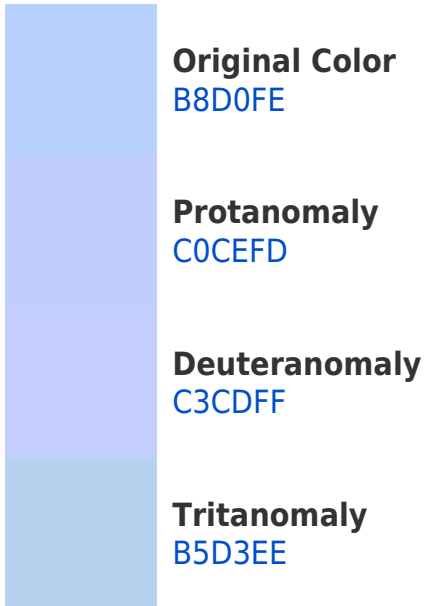 Original Color
B8D0FE
Protanomaly
C0CEFD
Deuteranomaly
C3CDFF
Tritanomaly
B5D3EE